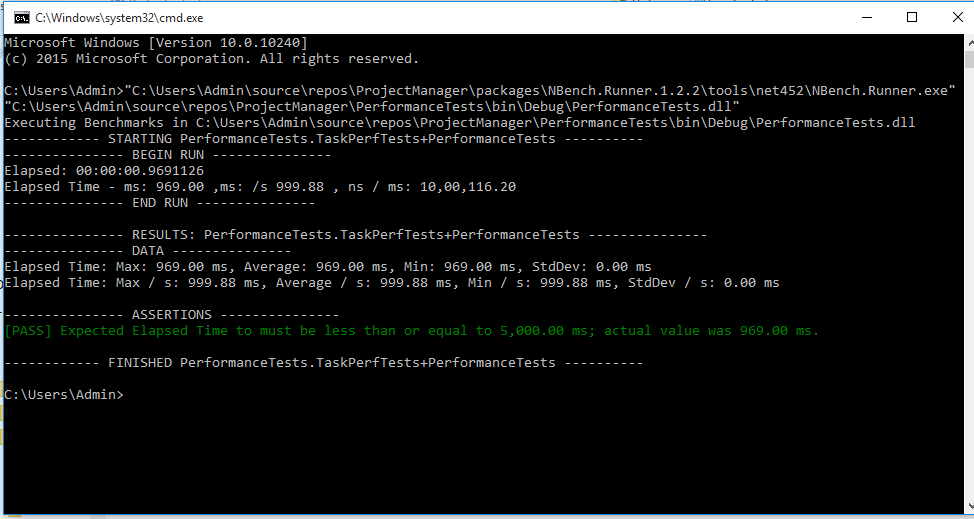 C:\Windows\system32\cmd.exe
Microsoft Windows [Version 10.0.10240]
(c) 2015 Microsoft Corporation. All rights reserved.
C:\Users\Admin>"C:\Users\Admin\source\repos\ProjectManager\packages\NBench.Runner.1.2.2\tools\net452\NBench.Runner.exe"
"C:\Users\Admin\source\repos\ProjectManager\PerformanceTests\bin\Debug\PerformanceTests.dll"
Executing Benchmarks in C:\Users\Admin\source\repos\ProjectManager\PerformanceTests\bin\Debug\PerformanceTests.dll
------------ STARTING PerformanceTests.TaskPerfTests+PerformanceTests ----------
--------------- BEGIN RUN ---------------
Elapsed: 00:00:00.9691126
Elapsed Time - ms: 969.00 ,ms: /s 999.88 , ns / ms: 10,00,116.20
--------------- END RUN ---------------
--------------- RESULTS: PerformanceTests.TaskPerfTests+PerformanceTests ---------------
--------------- DATA ---------------
Elapsed Time: Max: 969.00 ms, Average: 969.00 ms, Min: 969.00 ms, StdDev: 0.00 ms
Elapsed Time: Max / s: 999.88 ms, Average / s: 999.88 ms, Min / s: 999.88 ms, StdDev / s: 0.00 ms
--------------- ASSERTIONS ---------------
[PASS] Expected Elapsed Time to must be less than or equal to 5,000.00 ms; actual value was 969.00 ms.
------------ FINISHED PerformanceTests.TaskPerfTests+PerformanceTests ----------
C:\Users\Admin>